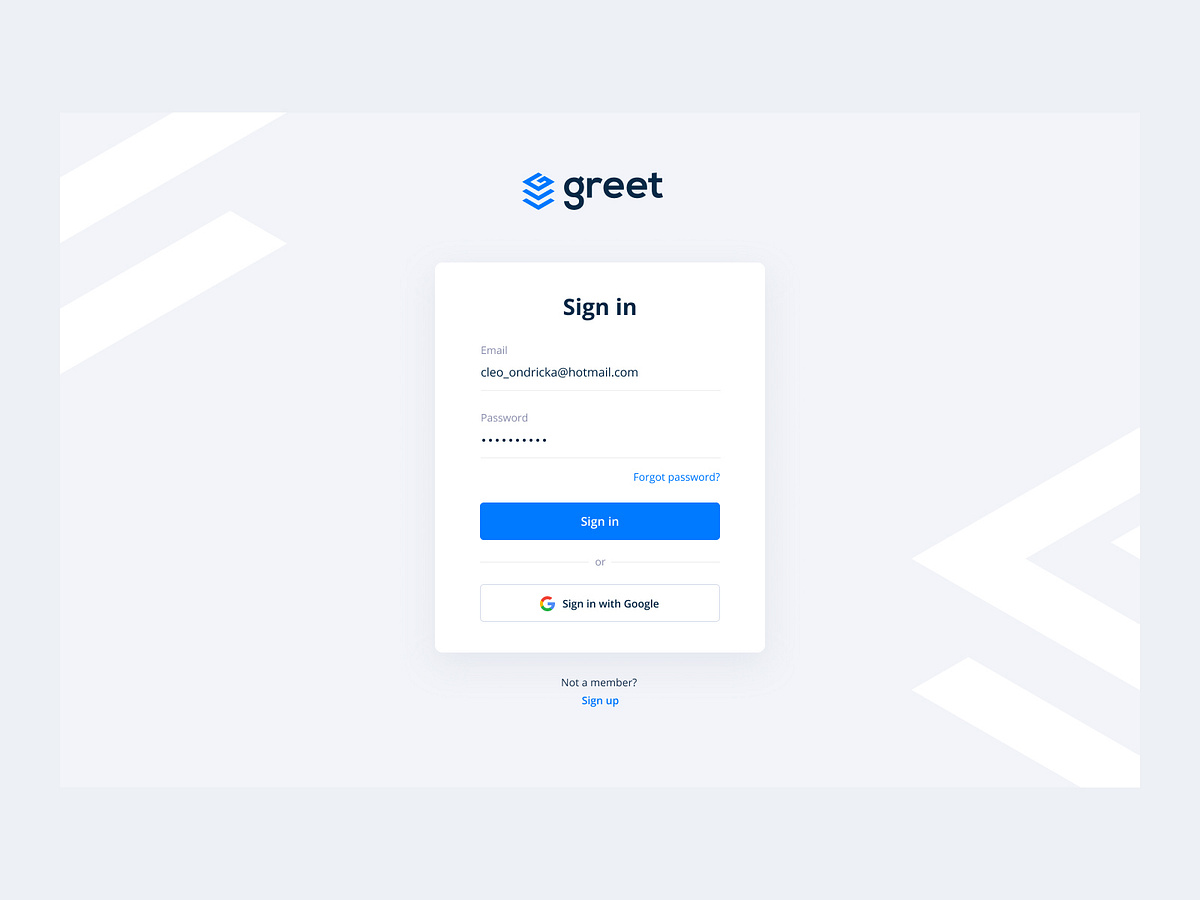 greet
Sign in
Email
cleo_ondricka@hotmail.com
Password
••••••••••
Forgot password?
Sign in
or
Sign in with Google
Not a member?
Sign up